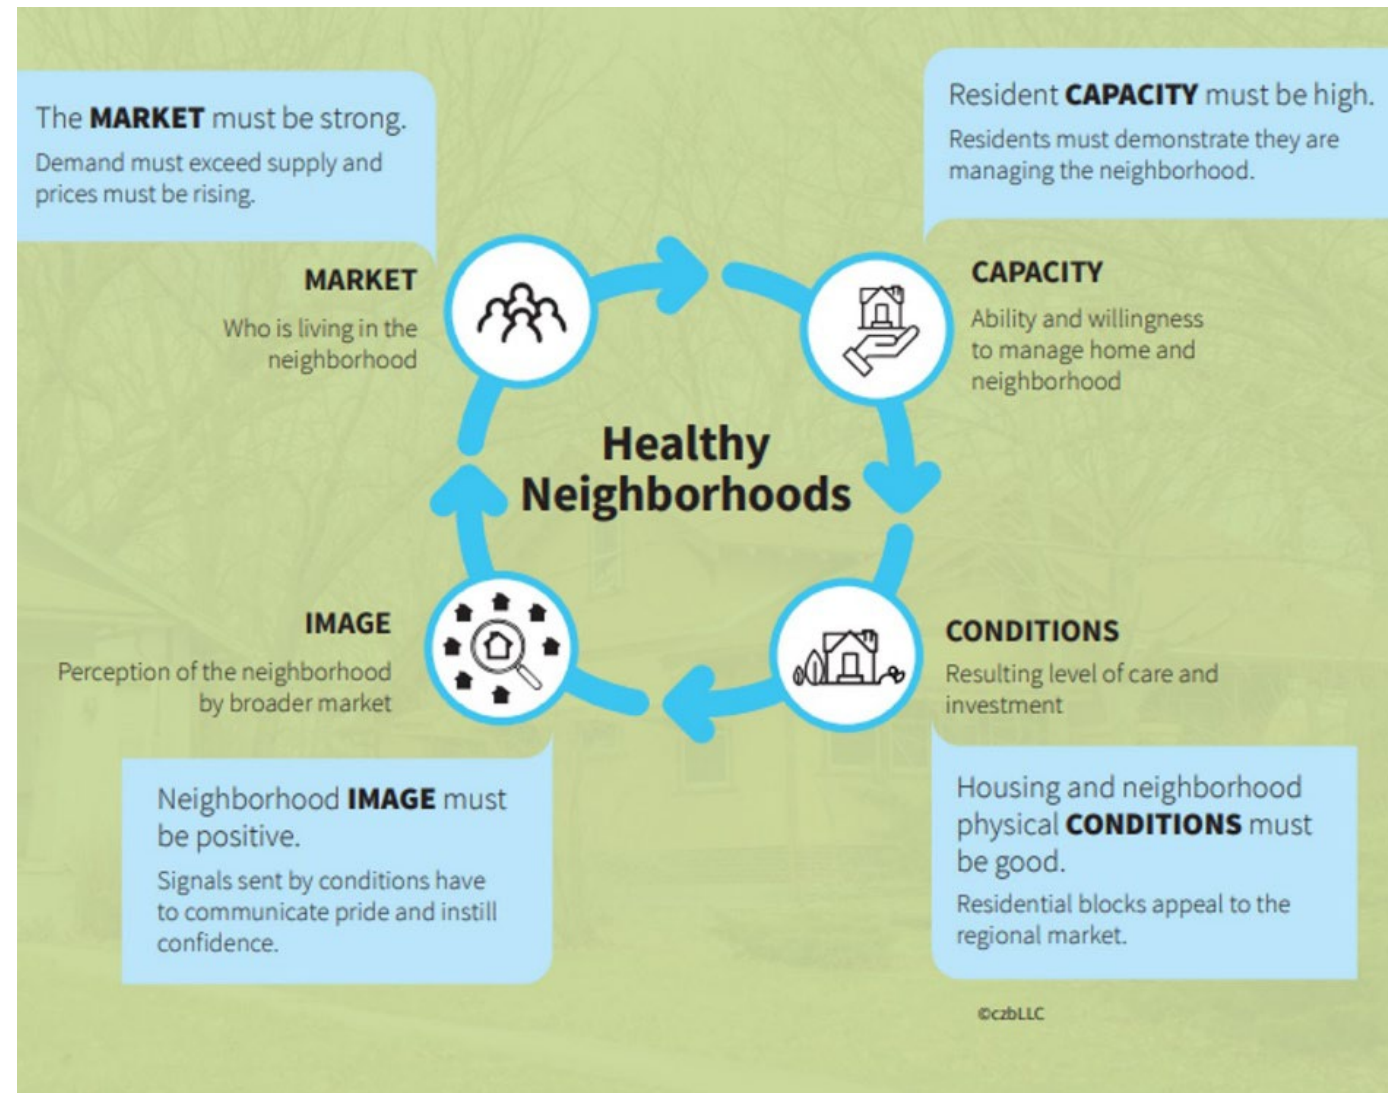 The MARKET must be strong.
Demand must exceed supply and
prices must be rising.
MARKET
Who is living in the
neighborhood
Resident CAPACITY must be high.
Residents must demonstrate they are
managing the neighborhood.
CAPACITY
Ability and willingness
to manage home and
neighborhood
Healthy
Neighborhoods
IMAGE
Perception of the neighborhood
by broader market
Neighborhood IMAGE must
be positive.
Signals sent by conditions have
to communicate pride and instill
confidence.
CONDITIONS
Resulting level of care and
investment
Housing and neighborhood
physical CONDITIONS must
be good.
Residential blocks appeal to the
regional market.
©czbLLC